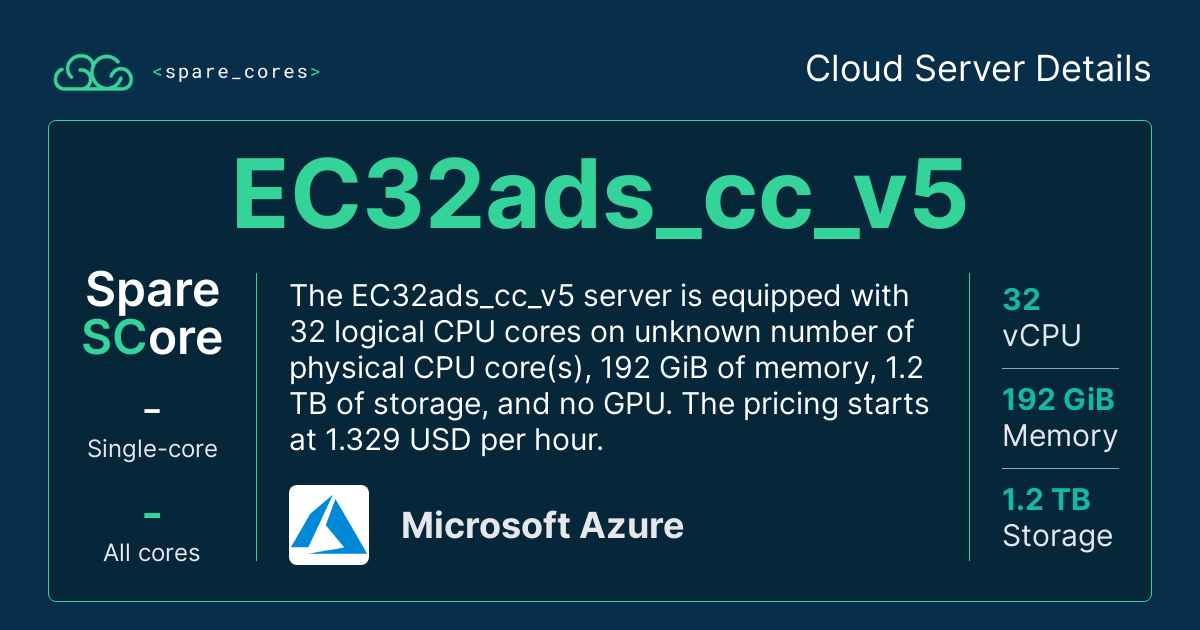 <spare_cores>
Cloud Server Details
EC32ads_cc_v5
Spare
SCore
-
Single-core
-
All cores
The EC32ads_cc_v5 server is equipped with
32 logical CPU cores on unknown number of
physical CPU core(s), 192 GiB of memory, 1.2
TB of storage, and no GPU. The pricing starts
at 1.329 USD per hour.
Microsoft Azure
32
vCPU
192 GiB
Memory
1.2 TB
Storage